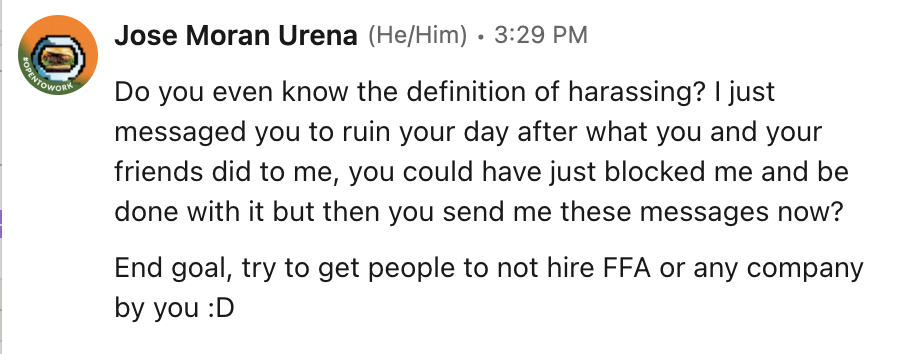 Jose Moran Urena (He/Him) • 3:29 PM
Do you even know the definition of harassing? I just
messaged you to ruin your day after what you and your
friends did to me, you could have just blocked me and be
done with it but then you send me these messages now?
End goal, try to get people to not hire FFA or any company
by you :D
#OPENTOWORK